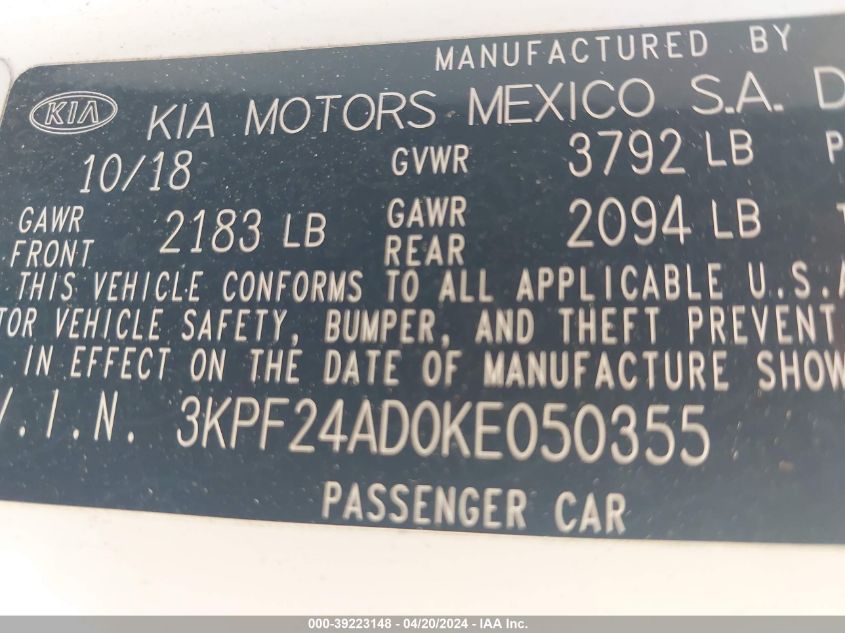 MANUFACTURED BY
KIA KIA MOTORS MEXICO S.A. D
10/18 GVWR 3792 LB P
GAWR FRONT 2183 LB GAWR REAR 2094 LB
THIS VEHICLE CONFORMS TO ALL APPLICABLE U.S.A
TOR VEHICLE SAFETY, BUMPER, AND THEFT PREVENT
IN EFFECT ON THE DATE OF MANUFACTURE SHOW
V.I.N. 3KPF24AD0KE050355
PASSENGER CAR
000-39223148 - 04/20/2024 - IAA Inc.